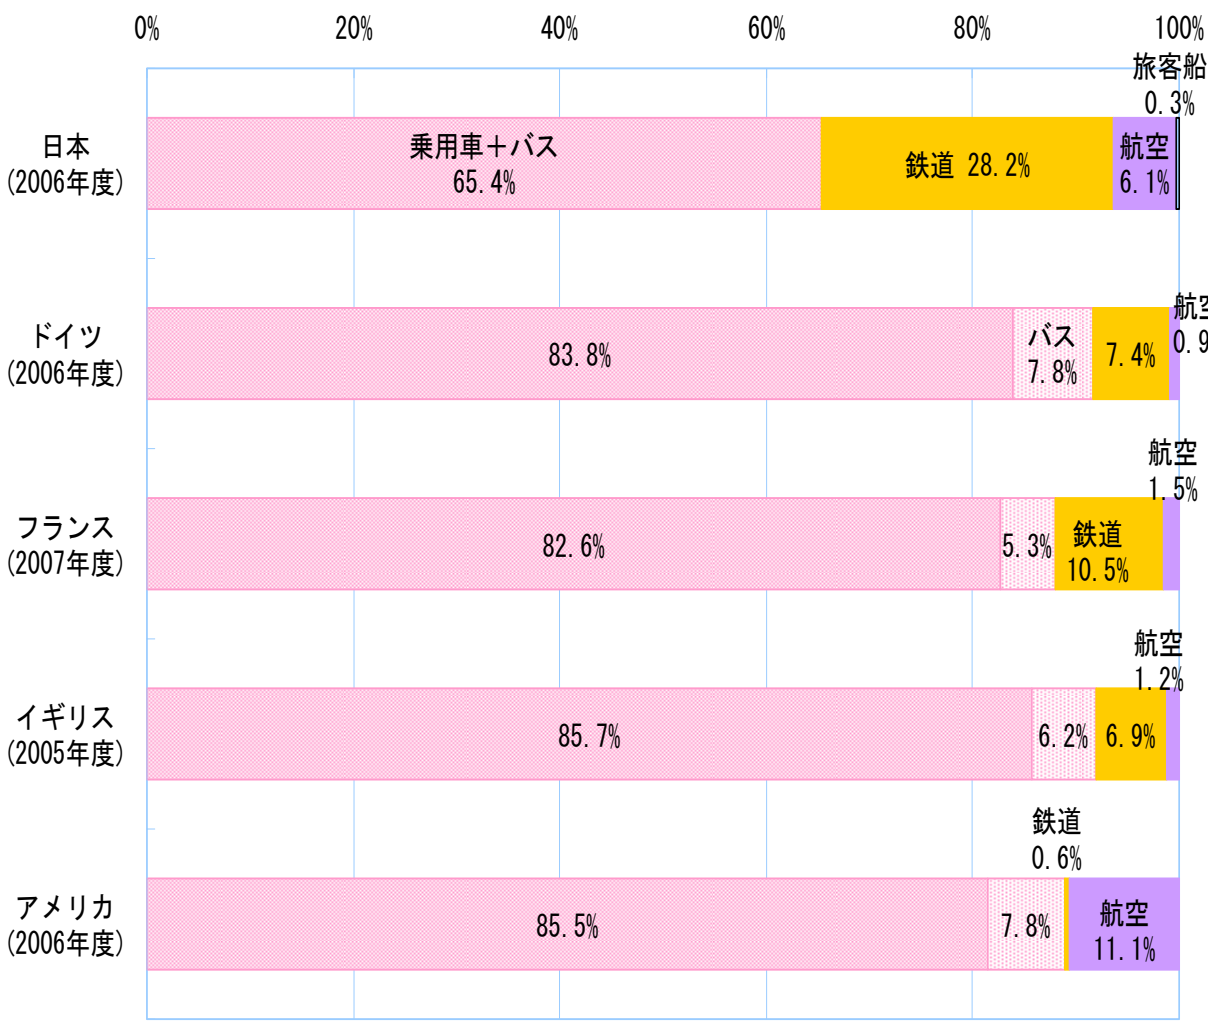 0% 20% 40% 60% 80% 100%
旅客船
0.3%
日本
(2006年度)
乗用車＋バス
65.4%
鉄道 28.2%
航空
6.1%
ドイツ
(2006年度)
83.8%
バス
7.8%
7.4%
航空
0.9
フランス
(2007年度)
82.6%
5.3%
鉄道
10.5%
航空
1.5%
イギリス
(2005年度)
85.7%
6.2%
6.9%
航空
1.2%
アメリカ
(2006年度)
85.5%
7.8%
鉄道
0.6%
航空
11.1%